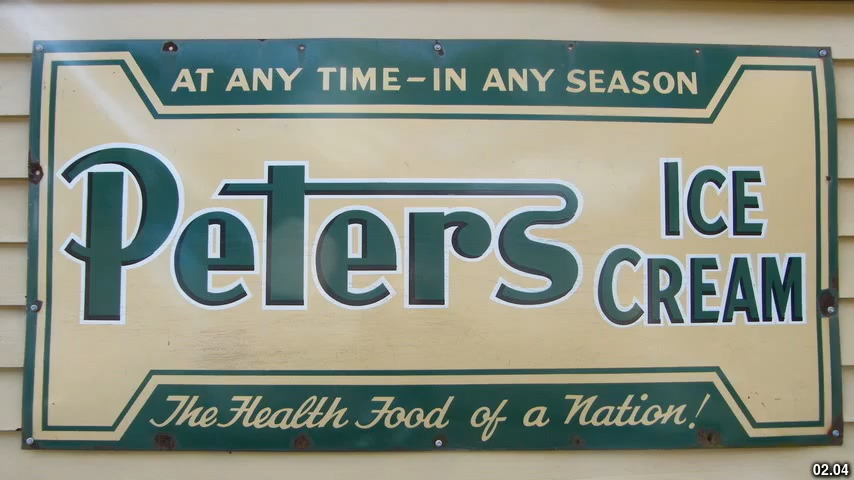 AT ANY TIME-IN ANY SEASON
Peters
ICE
CREAM
The Health Food of a Nation!
02.04